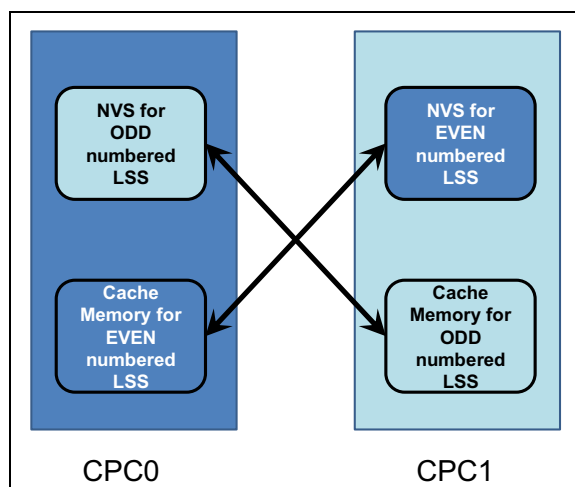 NVS for
ODD
numbered
LSS
NVS for
EVEN
numbered
LSS
Cache
Memory for
EVEN
numbered
LSS
Cache
Memory for
ODD
numbered
LSS
CPC0
CPC1